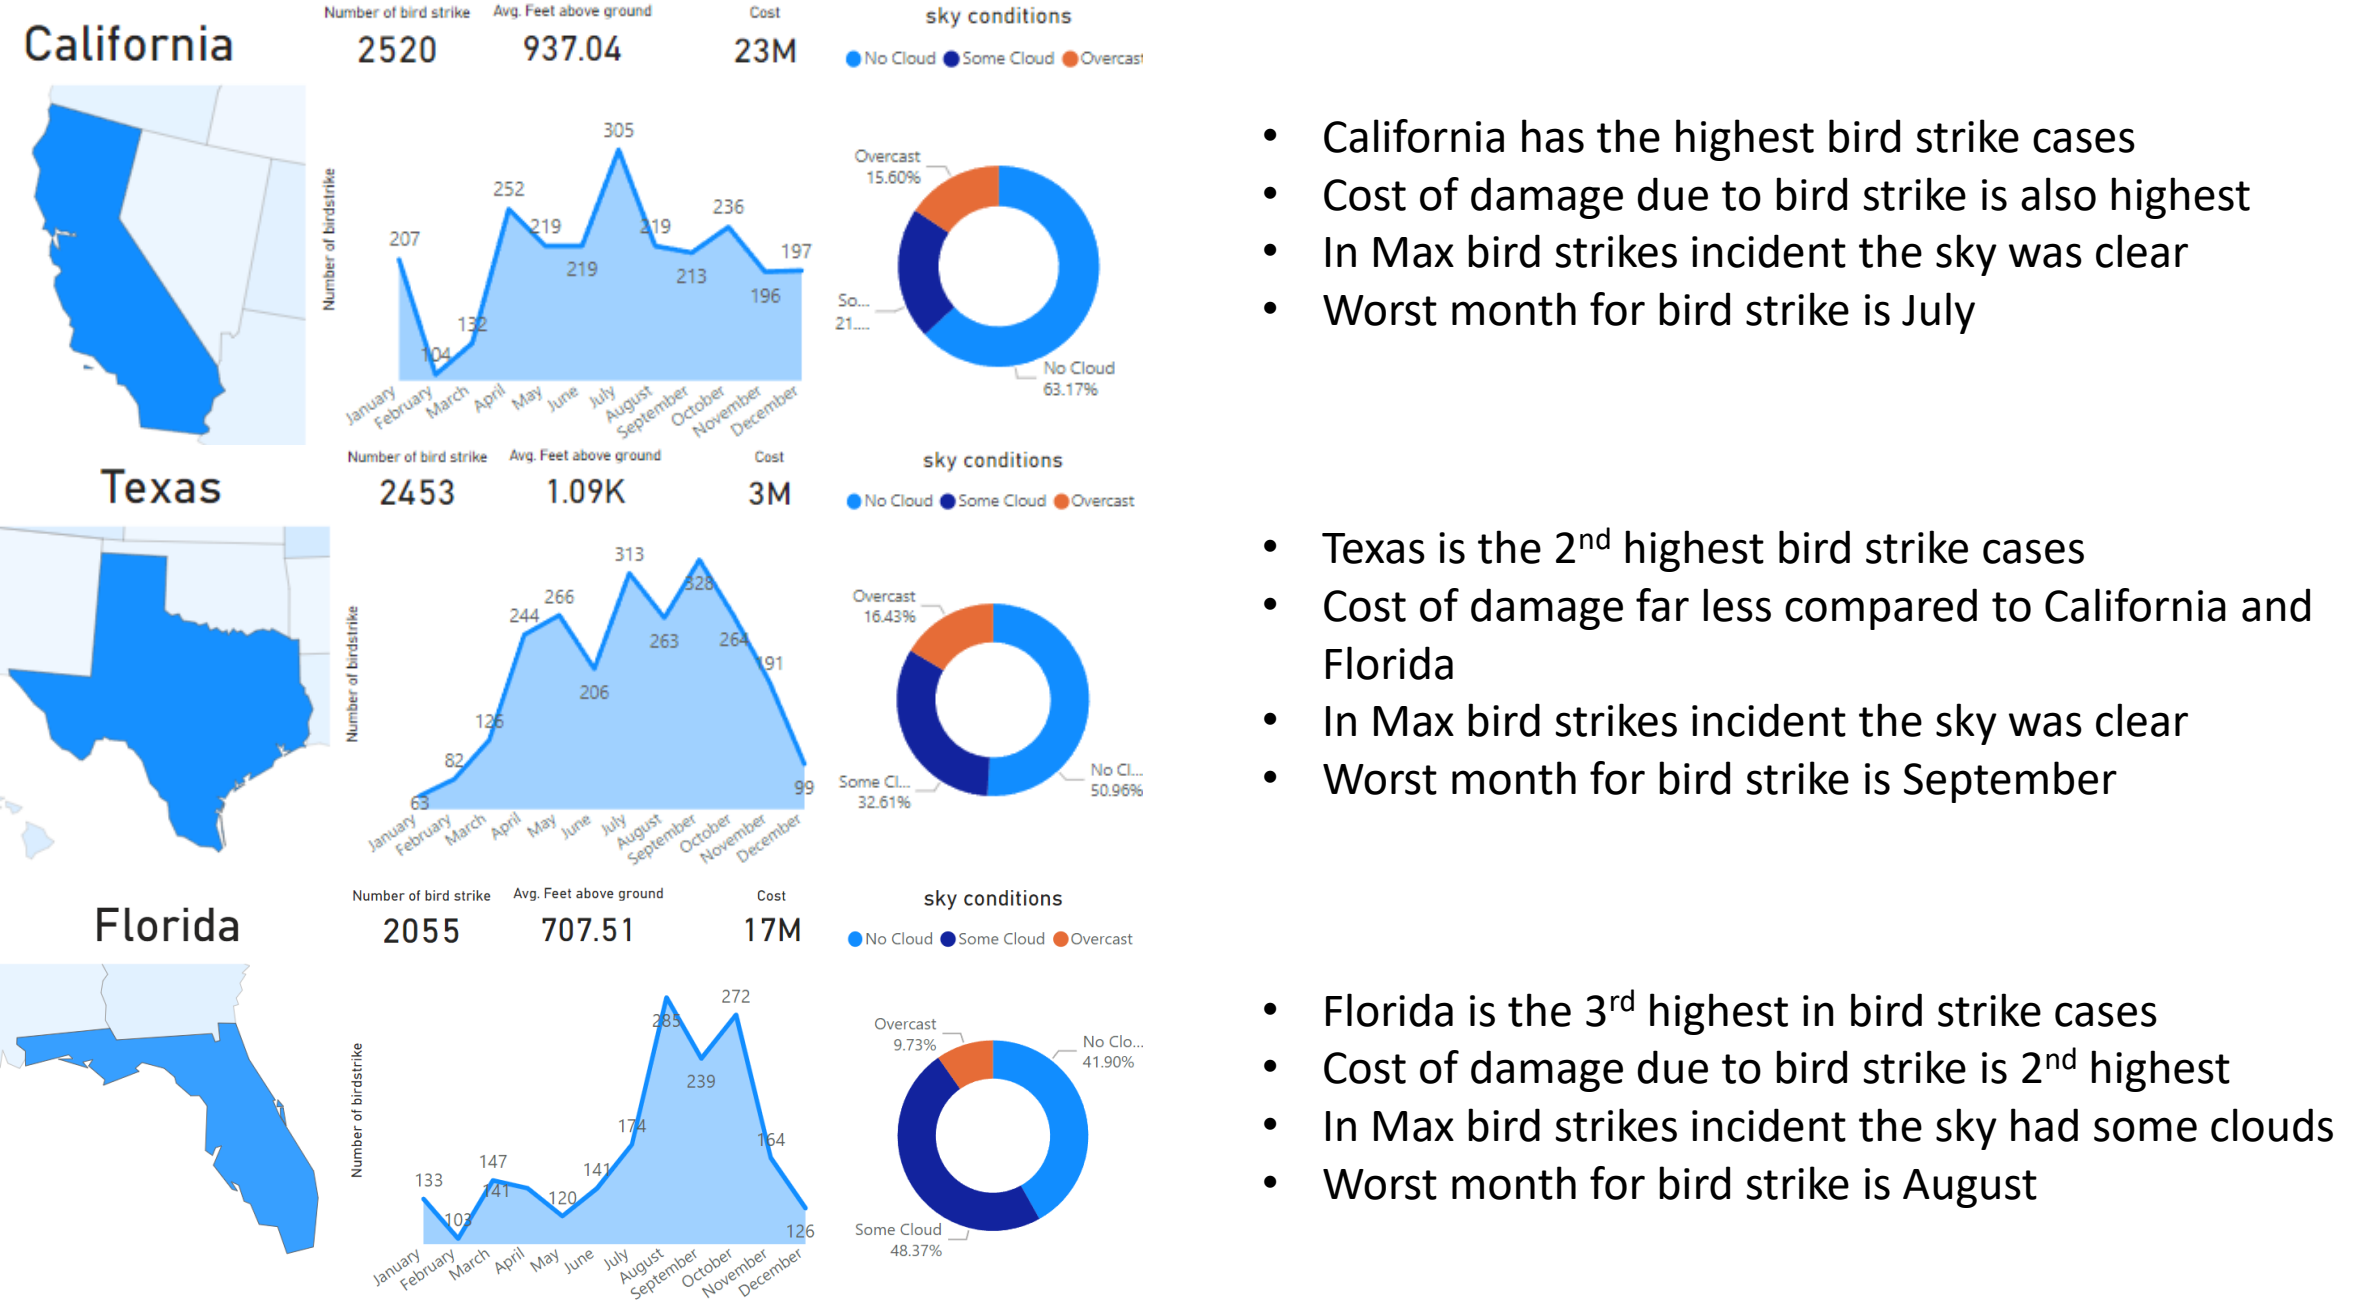 California
Number of bird strike
2520
Avg. Feet above ground
937.04
Cost
23M
sky conditions
No Cloud Some Cloud Overcast
Number of birdstrike
207
104
132
252
219
219
305
219
213
236
196
197
January
February
March
April
May
June
July
August
September
October
November
December
Overcast
15.60%
So...
21....
No Cloud
63.17%
• California has the highest bird strike cases
• Cost of damage due to bird strike is also highest
• In Max bird strikes incident the sky was clear
• Worst month for bird strike is July
Texas
Number of bird strike
2453
Avg. Feet above ground
1.09K
Cost
3M
sky conditions
No Cloud Some Cloud Overcast
Number of birdstrike
63
82
126
244
266
206
313
263
328
264
191
99
January
February
March
April
May
June
July
August
September
October
November
December
Overcast
16.43%
Some Cl...
32.61%
No Cl...
50.96%
• Texas is the 2nd highest bird strike cases
• Cost of damage far less compared to California and
Florida
• In Max bird strikes incident the sky was clear
• Worst month for bird strike is September
Florida
Number of bird strike
2055
Avg. Feet above ground
707.51
Cost
17M
sky conditions
No Cloud Some Cloud Overcast
Number of birdstrike
133
103
147
141
120
141
174
285
239
272
164
126
January
February
March
April
May
June
July
August
September
October
November
December
Overcast
9.73%
No Clo...
41.90%
Some Cloud
48.37%
• Florida is the 3rd highest in bird strike cases
• Cost of damage due to bird strike is 2nd highest
• In Max bird strikes incident the sky had some clouds
• Worst month for bird strike is August